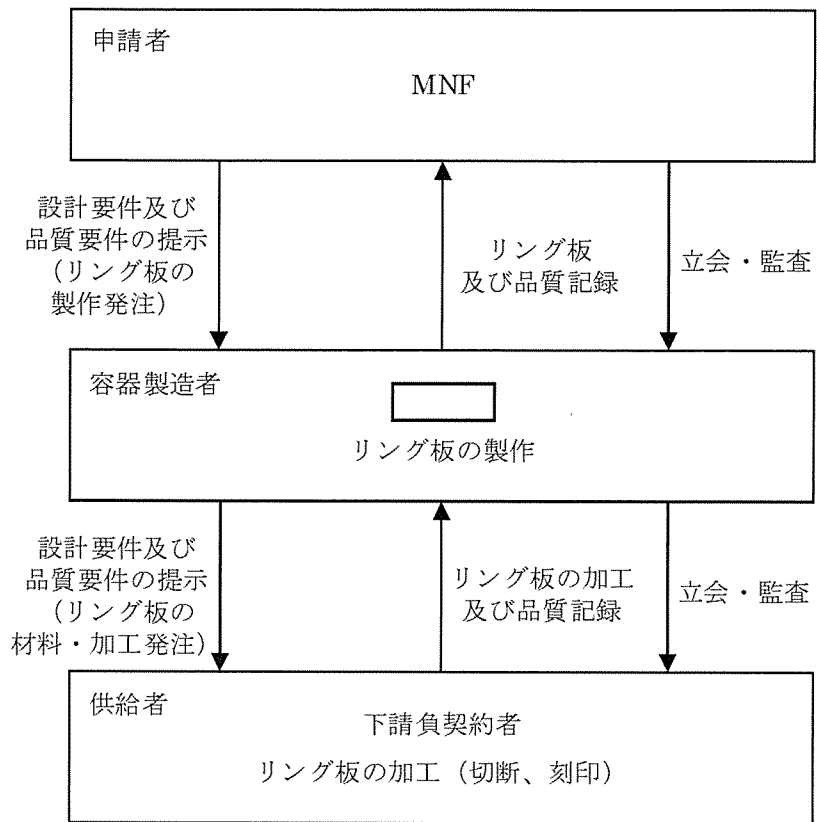 申請者
MNF
設計要件及び
品質要件の提示
(リング板の
製作発注)
リング板
及び品質記録
立会・監査
容器製造者
リング板の製作
設計要件及び
品質要件の提示
(リング板の
材料・加工発注)
リング板の加工
及び品質記録
立会・監査
供給者
下請負契約者
リング板の加工(切断、刻印)